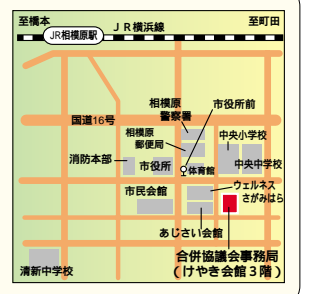 至橋本
至町田
JR横浜線
JR相模原駅
相模原
警察署
市役所前
国道16号
相模原
郵便局
中央小学校
消防本部
市役所
体育館
中央中学校
市民会館
ウェルネス
さがみはら
あじさい会館
合併協議会事務局
(けやき会館3階)
清新中学校